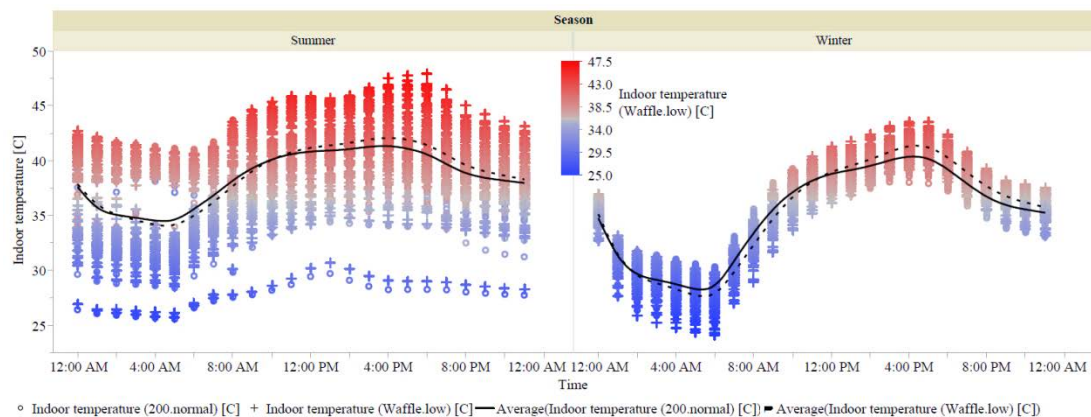 Season
Summer
Winter
50
45
40
35
30
25
Indoor temperature [C]
47.5
43.0
38.5
34.0
29.5
25.0
Indoor temperature
(Waffle.low) [C]
12:00 AM 4:00 AM 8:00 AM 12:00 PM 4:00 PM 8:00 PM 12:00 AM
12:00 AM 4:00 AM 8:00 AM 12:00 PM 4:00 PM 8:00 PM 12:00 AM
Time
Indoor temperature (200.normal) [C] Indoor temperature (Waffle.low) [C] Average(Indoor temperature (200.normal) [C]) Average(Indoor temperature (Waffle.low) [C])